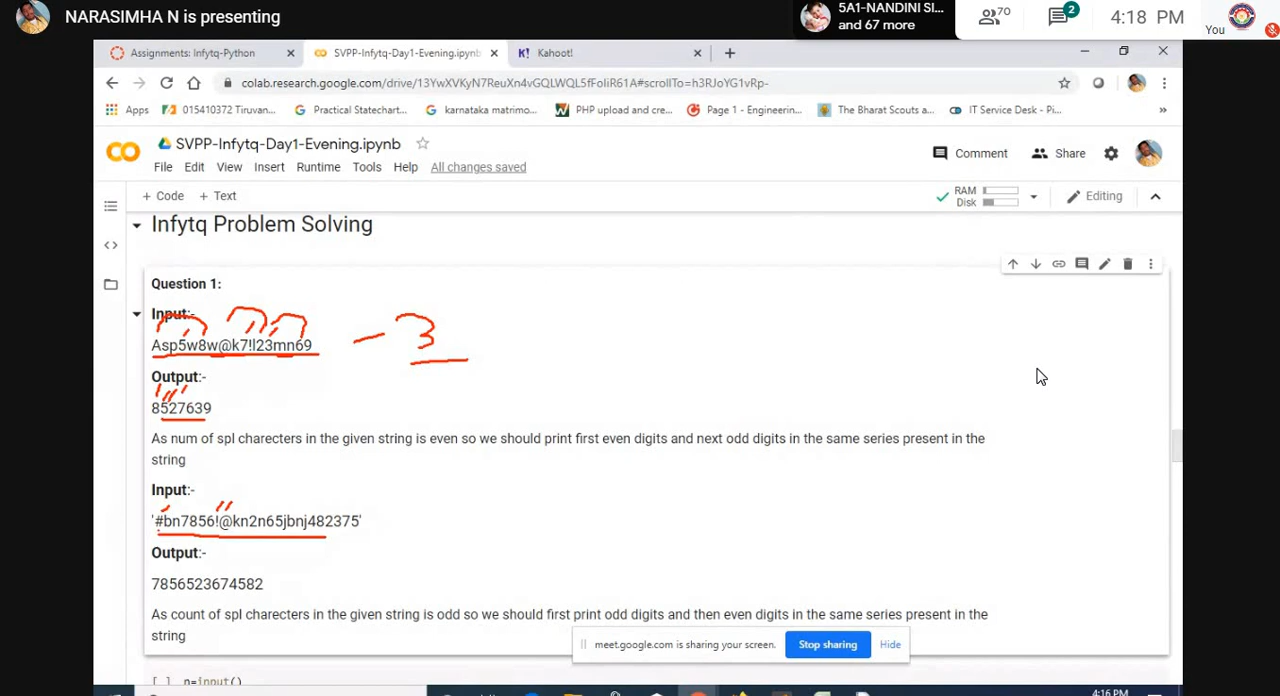 NARASIMHA N is presenting
5A1-NANDINI SI...
and 67 more
70
2
4:18 PM
You
Assignments: Infytq-Python
SVPP-Infytq-Day1-Evening.ipynb
K! Kahoot!
colab.research.google.com/drive/13YwXVKyN7ReuXn4vGQLWQL5fFoIiR61A#scrollTo=h3RJoYG1vRp-
Apps
015410372 Tiruvan...
Practical Statechart...
karnataka matrimo...
PHP upload and cre...
Page 1 - Engineerin...
The Bharat Scouts a...
IT Service Desk - Pi...
»
SVPP-Infytq-Day1-Evening.ipynb
File Edit View Insert Runtime Tools Help All changes saved
Comment
Share
+ Code + Text
RAM
Disk
Editing
Infytq Problem Solving
Question 1:
Input:-
Asp5w8w@k7!l23mn69
- 3
Output:-
8527639
As num of spl charecters in the given string is even so we should print first even digits and next odd digits in the same series present in the
string
Input:-
'#bn7856!@kn2n65jbnj482375'
Output:-
7856523674582
As count of spl charecters in the given string is odd so we should first print odd digits and then even digits in the same series present in the
string
meet.google.com is sharing your screen.
Stop sharing
Hide
[ ] n=input()
4:16 PM